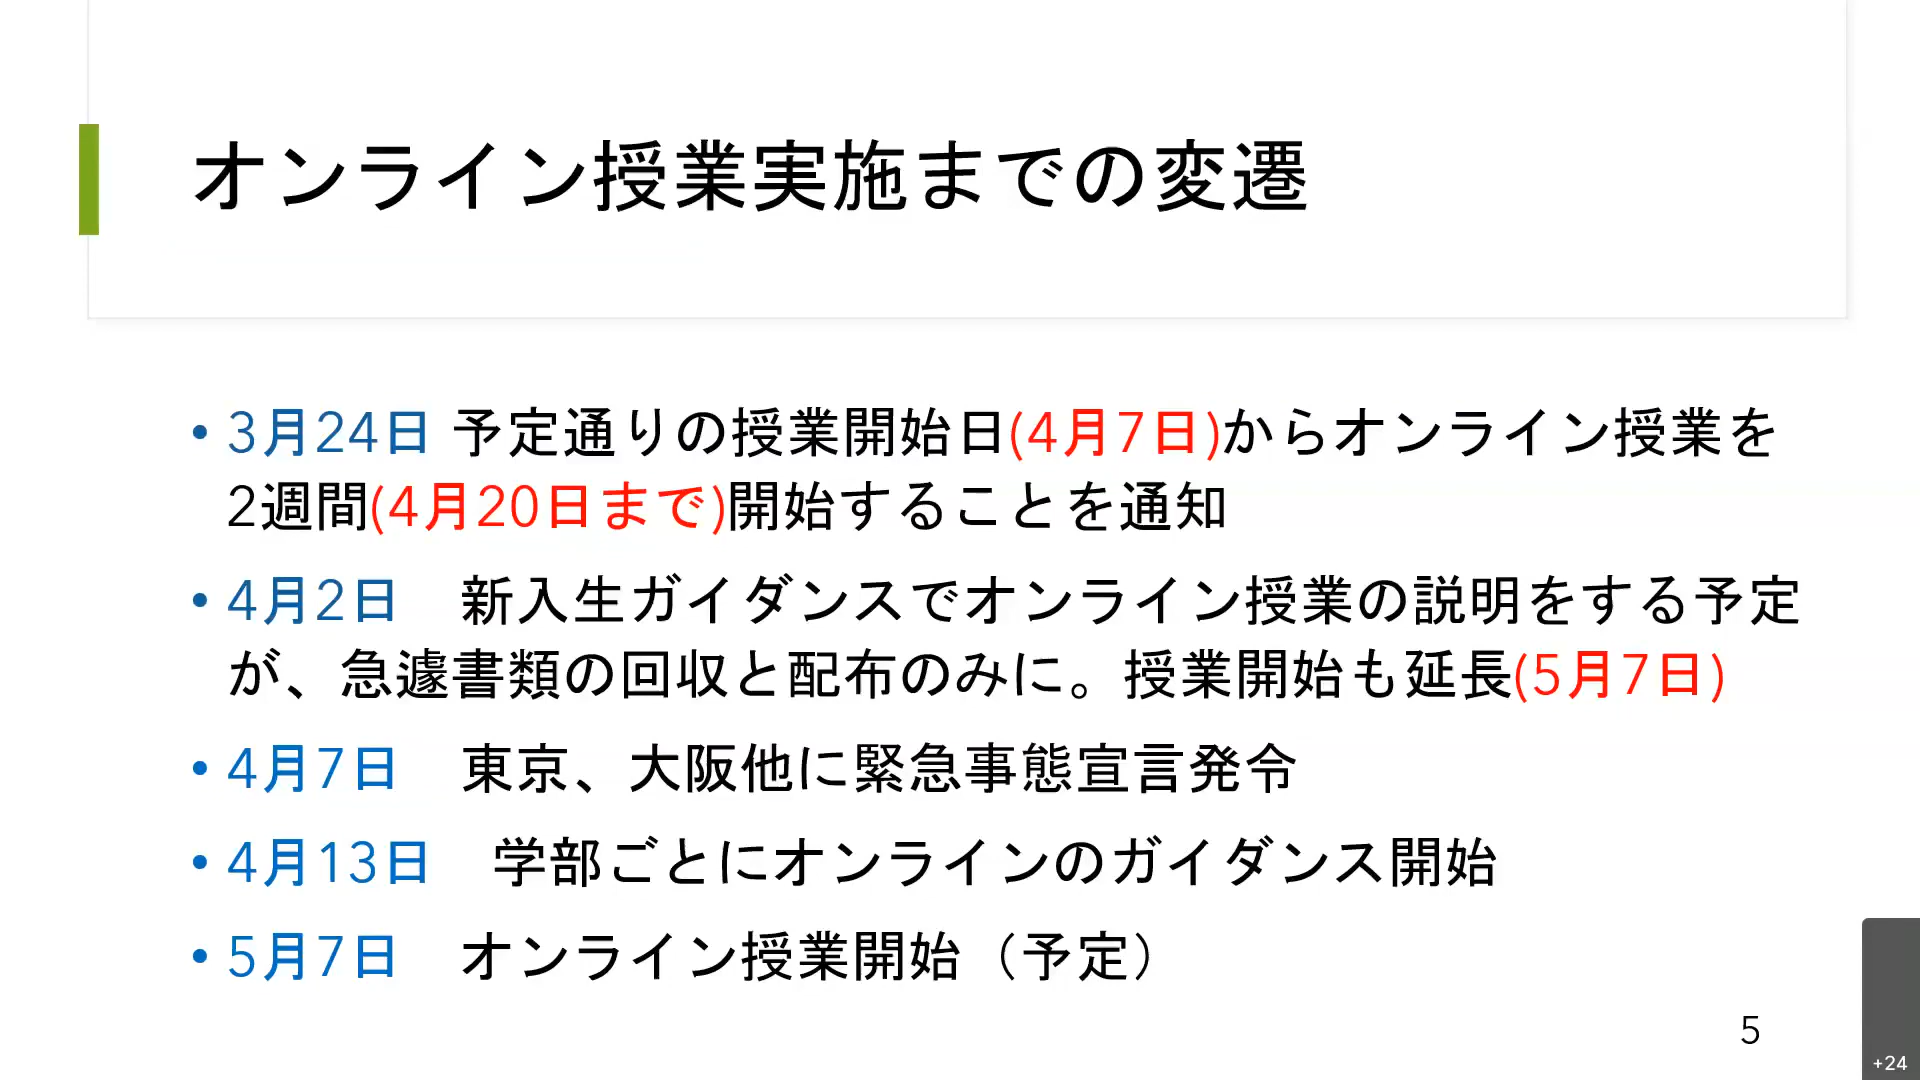 オンライン授業実施までの変遷
• 3月24日 予定通りの授業開始日(4月7日)からオンライン授業を
2週間(4月20日まで)開始することを通知
• 4月2日　新入生ガイダンスでオンライン授業の説明をする予定
が、急遽書類の回収と配布のみに。授業開始も延長(5月7日)
• 4月7日　東京、大阪他に緊急事態宣言発令
• 4月13日　学部ごとにオンラインのガイダンス開始
• 5月7日　オンライン授業開始（予定）
5
+24